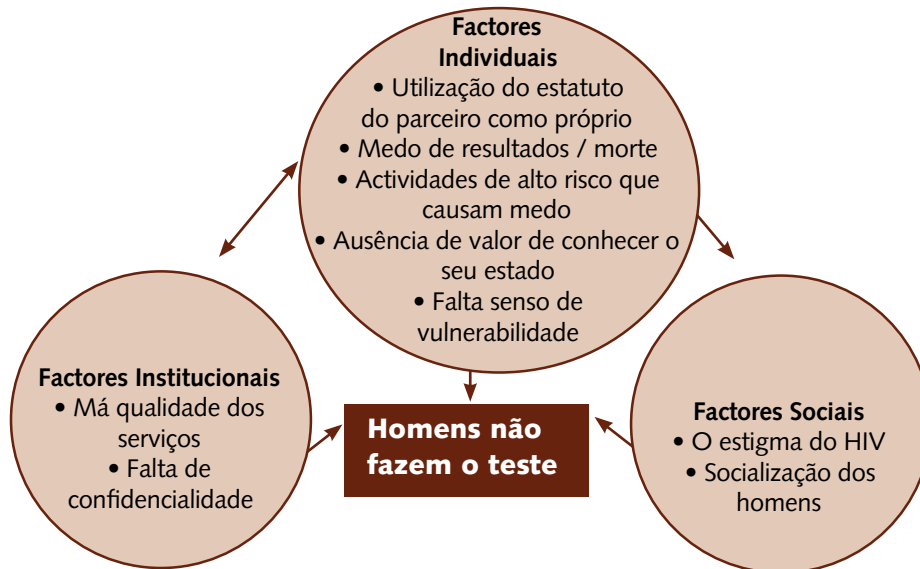 Factores
Individuais
• Utilização do estatuto
do parceiro como próprio
• Medo de resultados / morte
• Actividades de alto risco que
causam medo
• Ausência de valor de conhecer o
seu estado
• Falta senso de
vulnerabilidade
Factores Institucionais
• Má qualidade dos
serviços
• Falta de
confidencialidade
Homens não
fazem o teste
Factores Sociais
• O estigma do HIV
• Socialização dos
homens